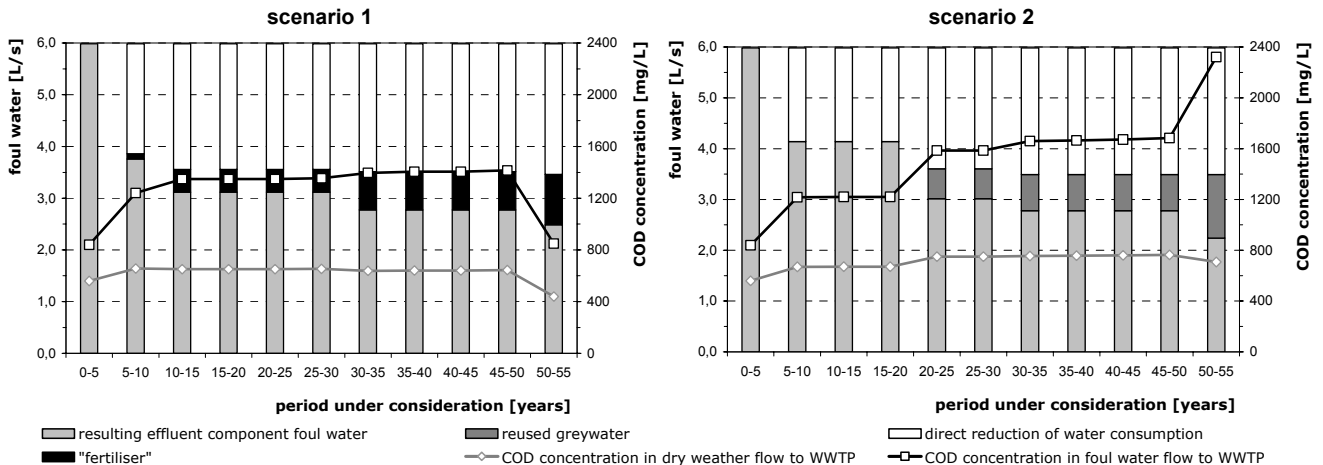 scenario 1
foul water [L/s]
6,0
5,0
4,0
3,0
2,0
1,0
0,0
2400
2000
1600
1200
800
400
0
COD concentration [mg/L]
0-5 5-10 10-15 15-20 20-25 25-30 30-35 35-40 40-45 45-50 50-55
period under consideration [years]
scenario 2
foul water [L/s]
6,0
5,0
4,0
3,0
2,0
1,0
0,0
2400
2000
1600
1200
800
400
0
COD concentration [mg/L]
0-5 5-10 10-15 15-20 20-25 25-30 30-35 35-40 40-45 45-50 50-55
period under consideration [years]
resulting effluent component foul water
reused greywater
direct reduction of water consumption
"fertiliser"
COD concentration in dry weather flow to WWTP
COD concentration in foul water flow to WWTP